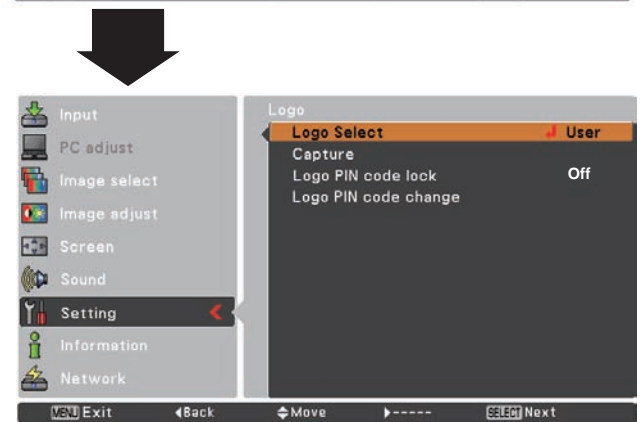 Input
PC adjust
Image select
Image adjust
Screen
Sound
Setting
Information
Network
Logo
Logo Select User
Capture
Logo PIN code lock Off
Logo PIN code change
MENU Exit Back Move ----- SELECT Next